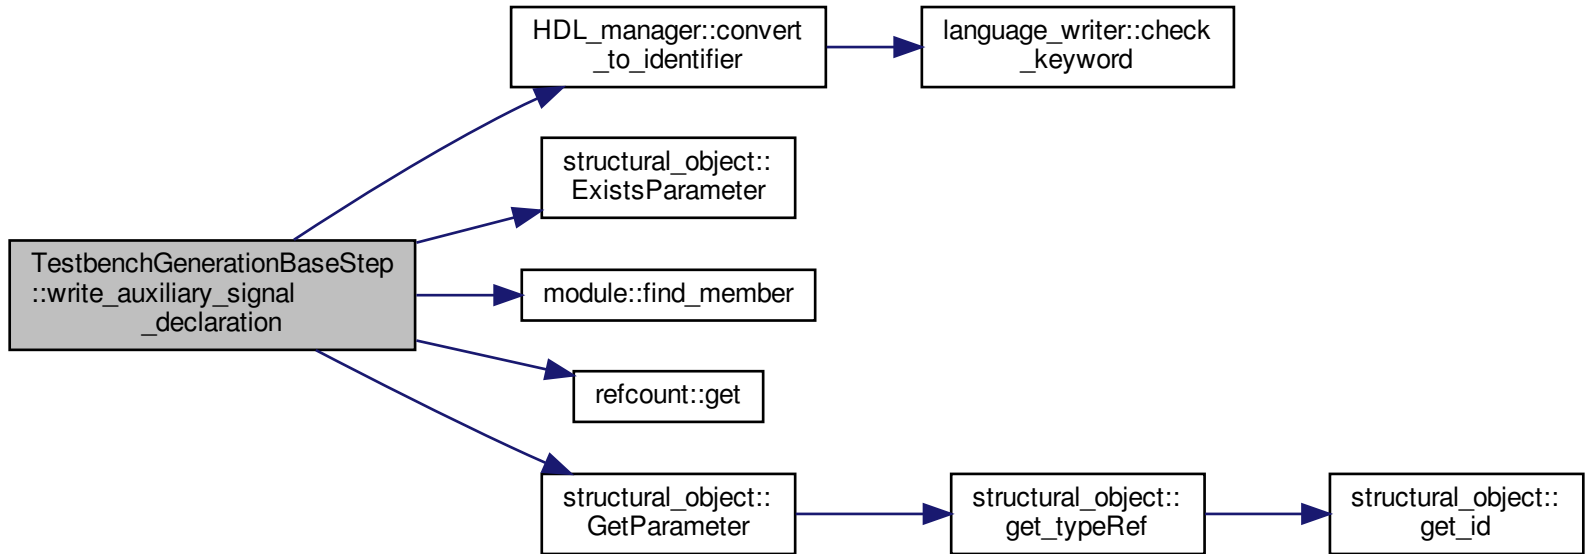 HDL_manager::convert
_to_identifier
language_writer::check
_keyword
structural_object::
ExistsParameter
TestbenchGenerationBaseStep
::write_auxiliary_signal
_declaration
module::find_member
refcount::get
structural_object::
GetParameter
structural_object::
get_typeRef
structural_object::
get_id